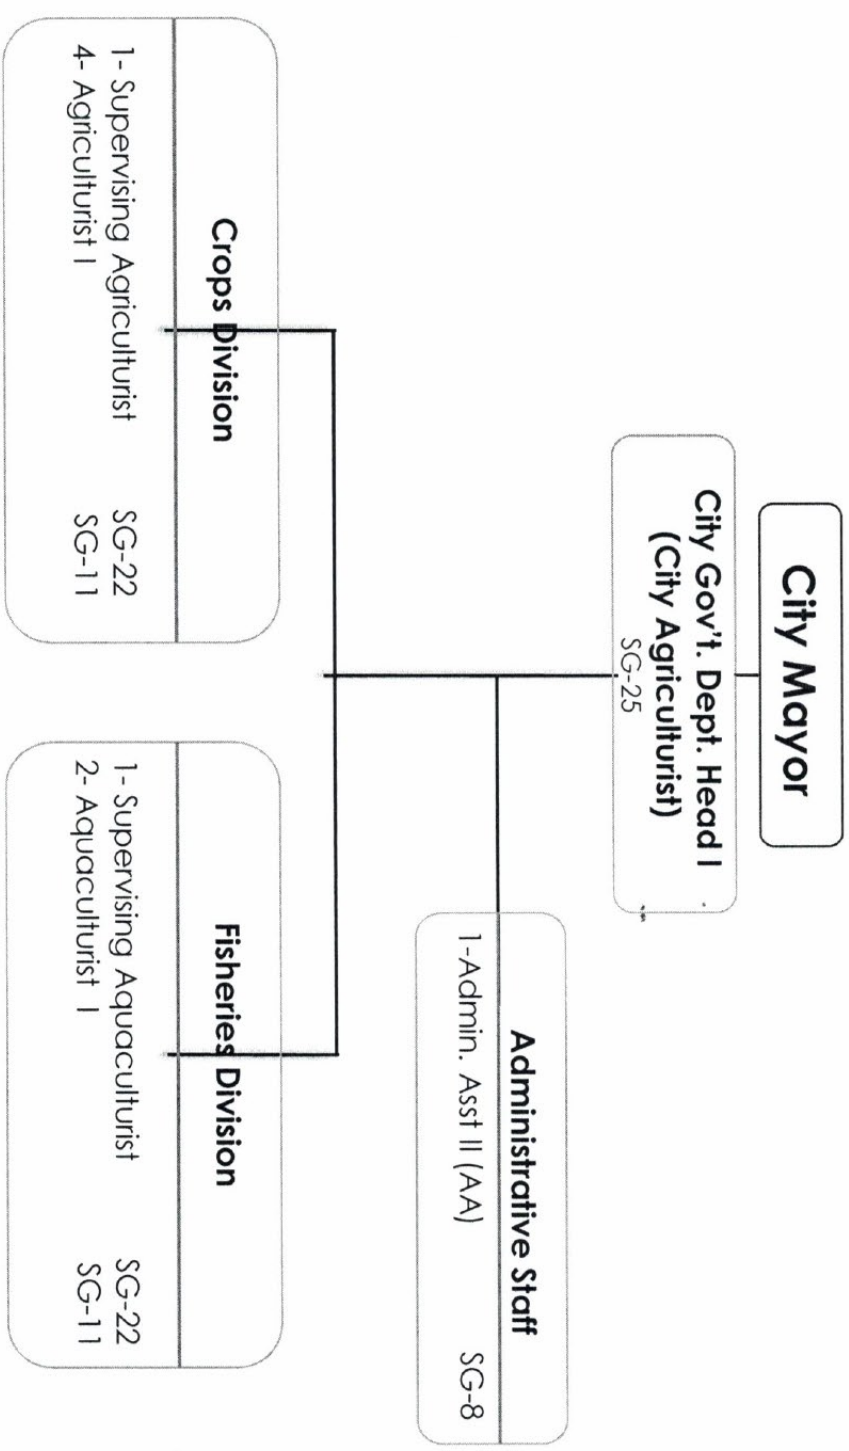 City Mayor
City Gov't. Dept. Head I
(City Agriculturist)
SG-25
Administrative Staff
1-Admin. Asst II (AA) SG-8
Crops Division
1- Supervising Agriculturist SG-22
4- Agriculturist I SG-11
Fisheries Division
1- Supervising Aquaculturist SG-22
2- Aquaculturist I SG-11